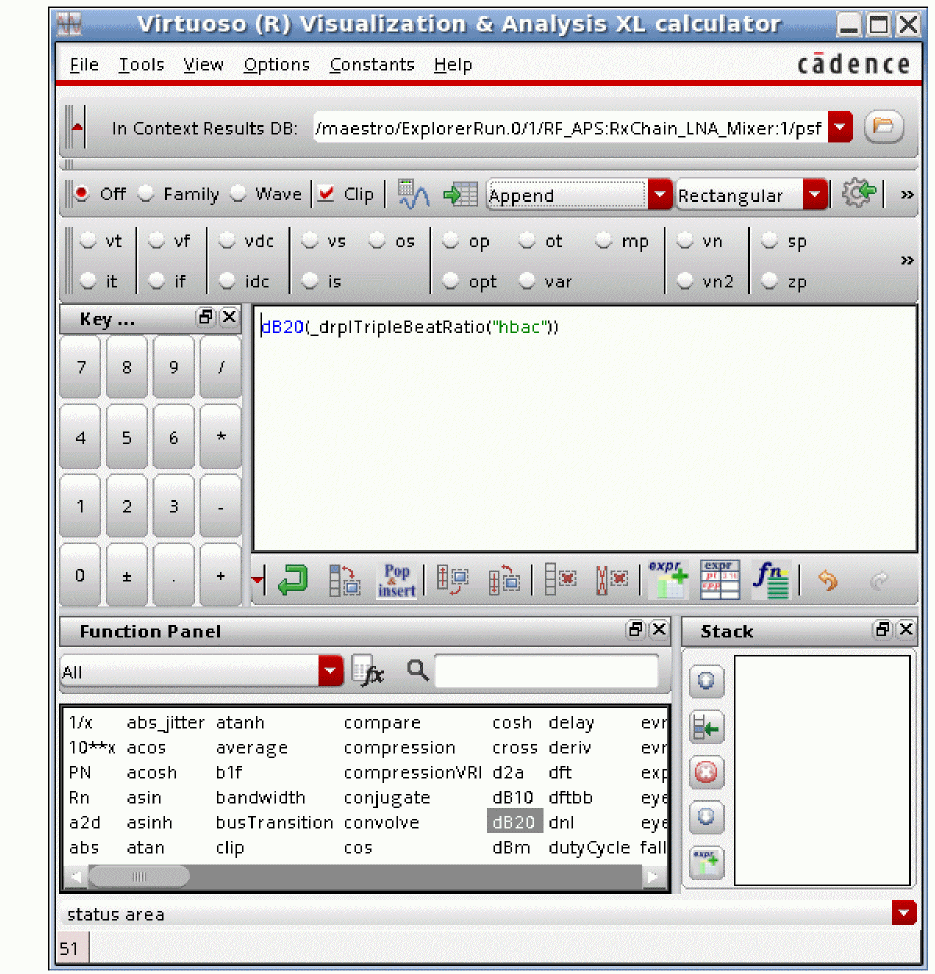 Virtuoso (R) Visualization & Analysis XL calculator
File Tools View Options Constants Help
cādence
In Context Results DB: /maestro/ExplorerRun.0/1/RF_APS:RxChain_LNA_Mixer:1/psf
Off Family Wave Clip Append Rectangular »
vt vf vdc vs os op ot mp vn sp
»
it if idc is opt var vn2 zp
Key ...
7 8 9 /
4 5 6 *
1 2 3 -
0 ± . +
dB20(_drplTripleBeatRatio("hbac"))
Pop
&
insert
expr
expr
fn
Function Panel
All
fx
1/x abs_jitter atanh compare cosh delay evr
10**x acos average compression cross deriv evr
PN acosh b1f compressionVRI d2a dft exp
Rn asin bandwidth conjugate dB10 dftbb eye
a2d asinh busTransition convolve dB20 dnl eye
abs atan clip cos dBm dutyCycle fall
Stack
expr
status area
51